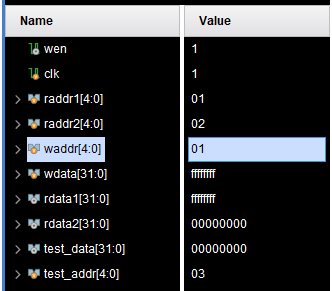 Name Value
wen 1
clk 1
raddr1[4:0] 01
raddr2[4:0] 02
waddr[4:0] 01
wdata[31:0] ffffffff
rdata1[31:0] ffffffff
rdata2[31:0] 00000000
test_data[31:0] 00000000
test_addr[4:0] 03